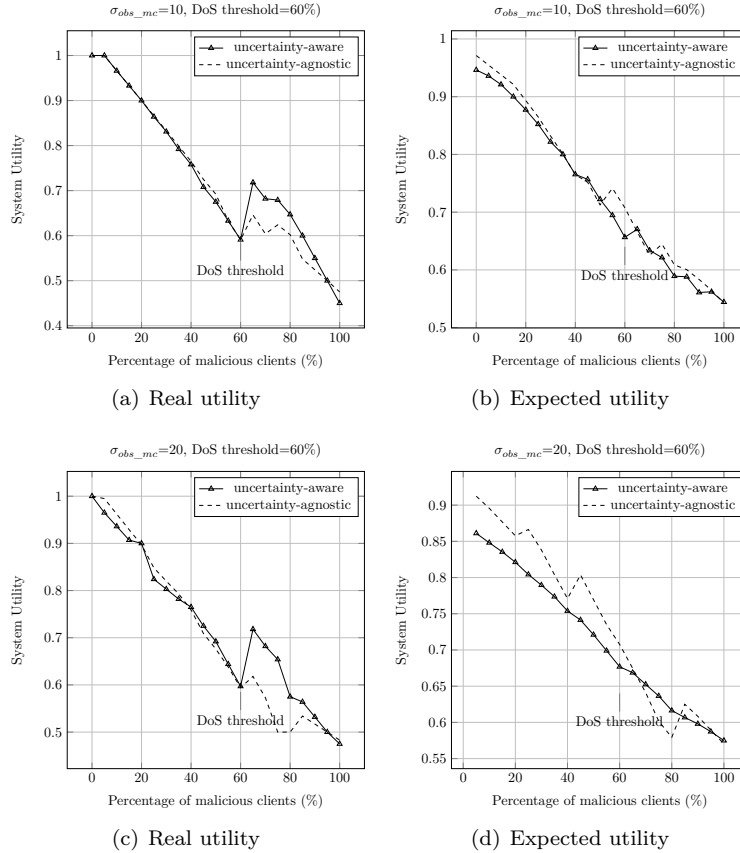 σobs_mc=10, DoS threshold=60%)
uncertainty-aware
uncertainty-agnostic
1
0.9
0.8
0.7
0.6
0.5
0.4
System Utility
DoS threshold
0
20
40
60
80
100
Percentage of malicious clients (%)
(a) Real utility
σobs_mc=10, DoS threshold=60%)
uncertainty-aware
uncertainty-agnostic
1
0.9
0.8
0.7
0.6
0.5
System Utility
DoS threshold
0
20
40
60
80
100
Percentage of malicious clients (%)
(b) Expected utility
σobs_mc=20, DoS threshold=60%)
uncertainty-aware
uncertainty-agnostic
1
0.9
0.8
0.7
0.6
0.5
System Utility
DoS threshold
0
20
40
60
80
100
Percentage of malicious clients (%)
(c) Real utility
σobs_mc=20, DoS threshold=60%)
uncertainty-aware
uncertainty-agnostic
0.9
0.85
0.8
0.75
0.7
0.65
0.6
0.55
System Utility
DoS threshold
0
20
40
60
80
100
Percentage of malicious clients (%)
(d) Expected utility